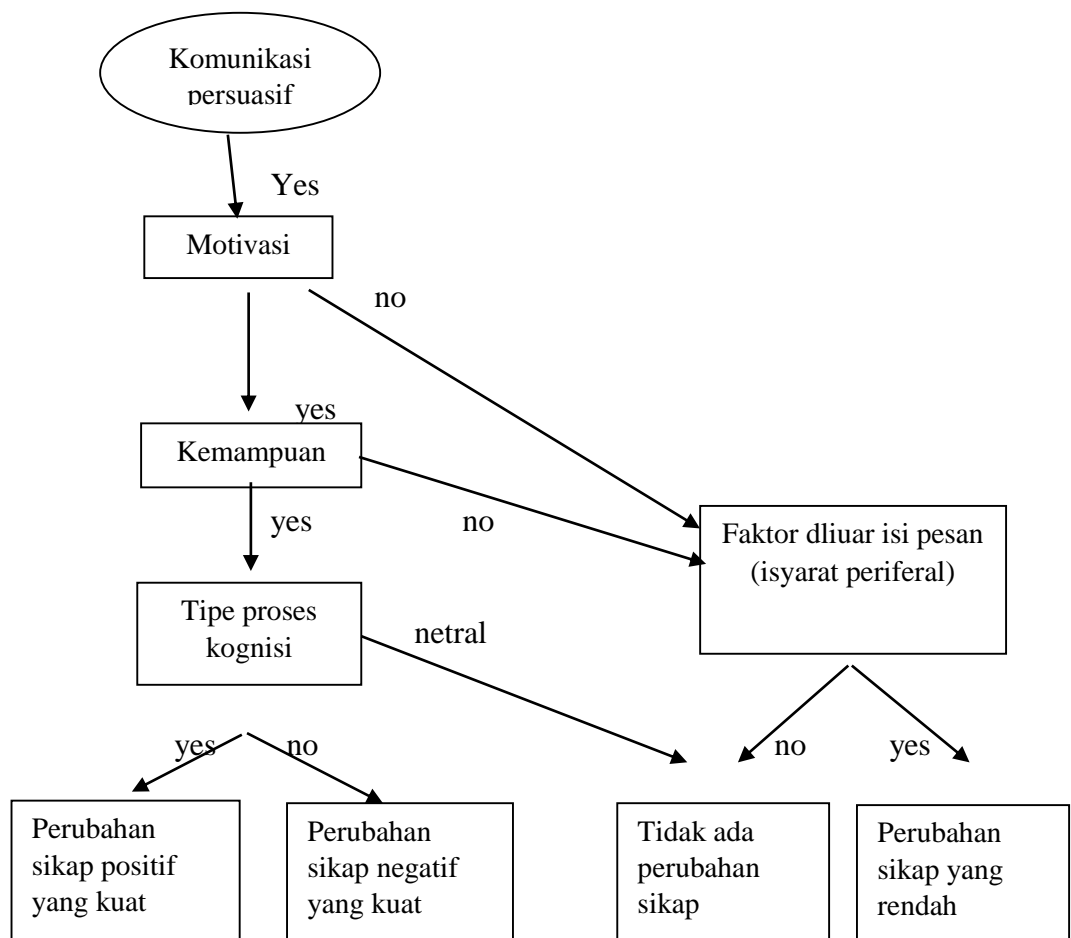 Komunikasi
persuasif
Yes
Motivasi
no
yes
Kemampuan
yes
no
Faktor dliuar isi pesan
(isyarat periferal)
Tipe proses
kognisi
netral
yes
no
no
yes
Perubahan
sikap positif
yang kuat
Perubahan
sikap negatif
yang kuat
Tidak ada
perubahan
sikap
Perubahan
sikap yang
rendah